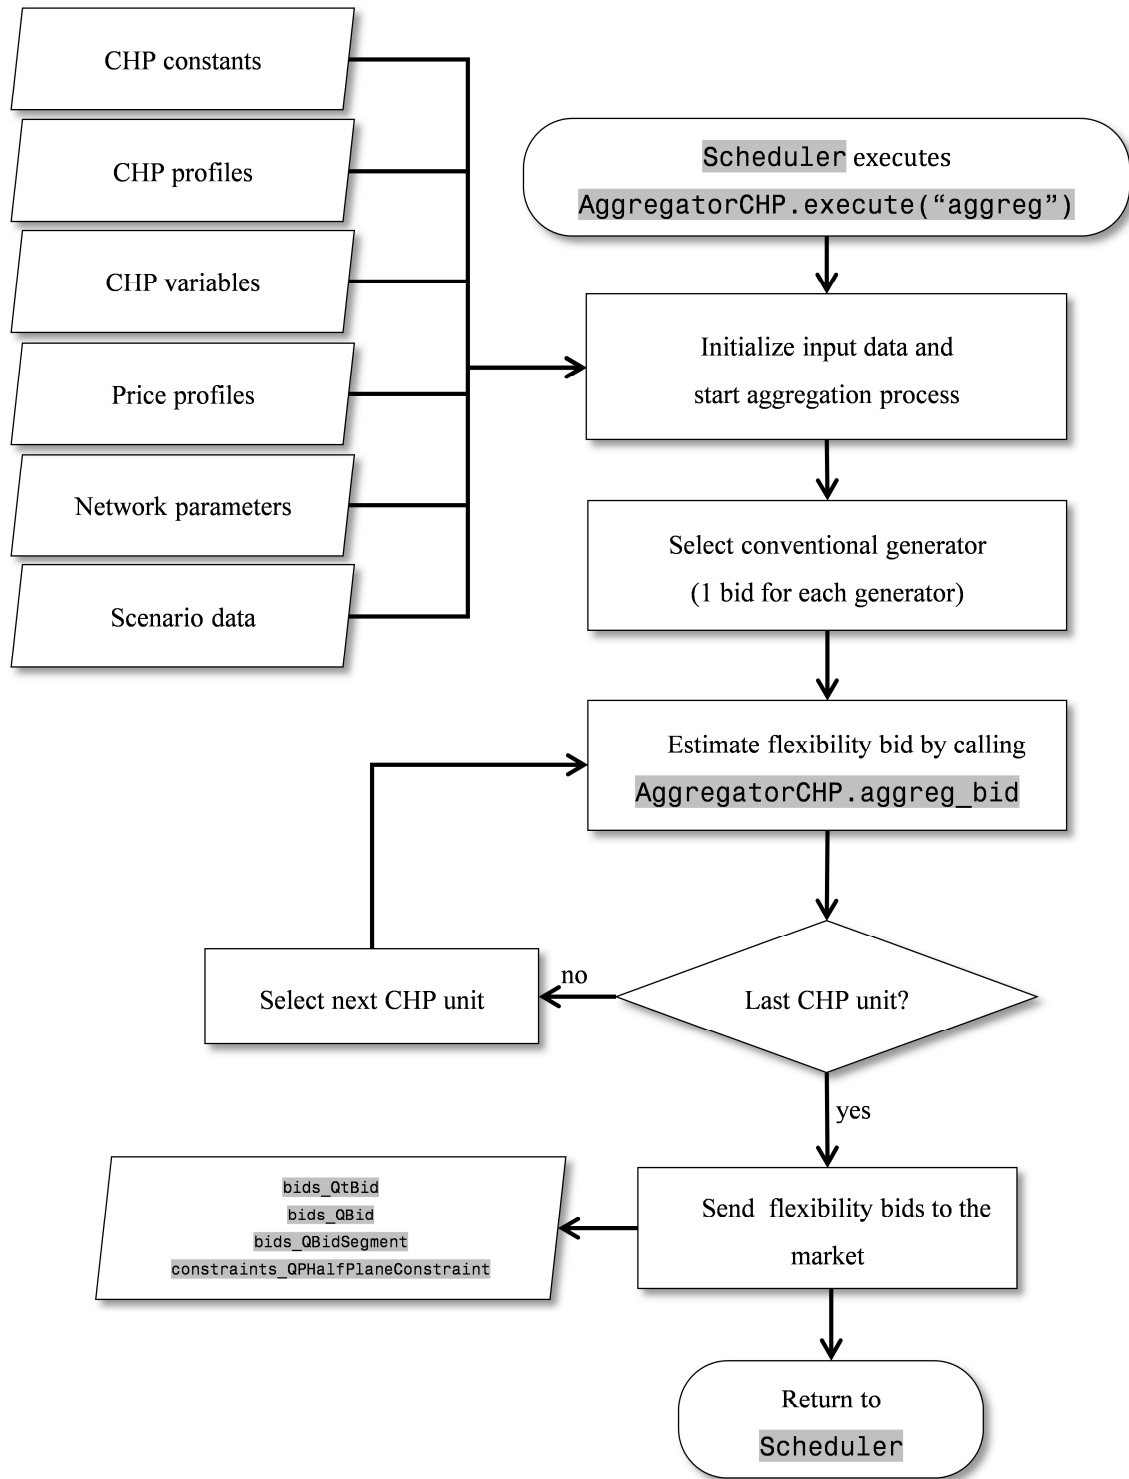 CHP constants
CHP profiles
CHP variables
Price profiles
Network parameters
Scenario data
Scheduler executes
AggregatorCHP.execute(“aggreg”)
Initialize input data and
start aggregation process
Select conventional generator
(1 bid for each generator)
Estimate flexibility bid by calling
AggregatorCHP.aggreg_bid
Last CHP unit?
no
Select next CHP unit
yes
Send flexibility bids to the
market
bids_QtBid
bids_QBid
bids_QBidSegment
constraints_QPHalfPlaneConstraint
Return to
Scheduler